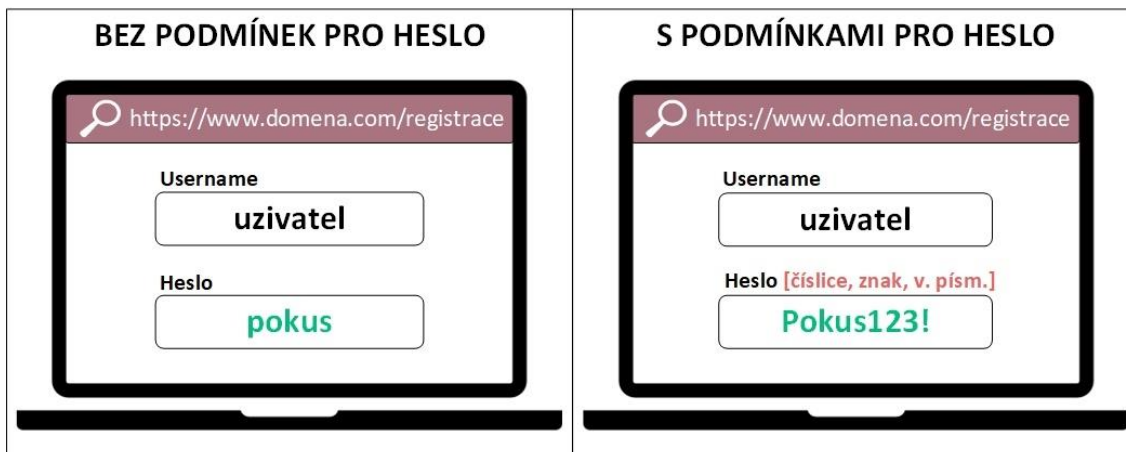 BEZ PODMÍNEK PRO HESLO
https://www.domena.com/registrace
Username
uzivatel
Heslo
pokus
S PODMÍNKAMI PRO HESLO
https://www.domena.com/registrace
Username
uzivatel
Heslo [číslice, znak, v. písm.]
Pokus123!